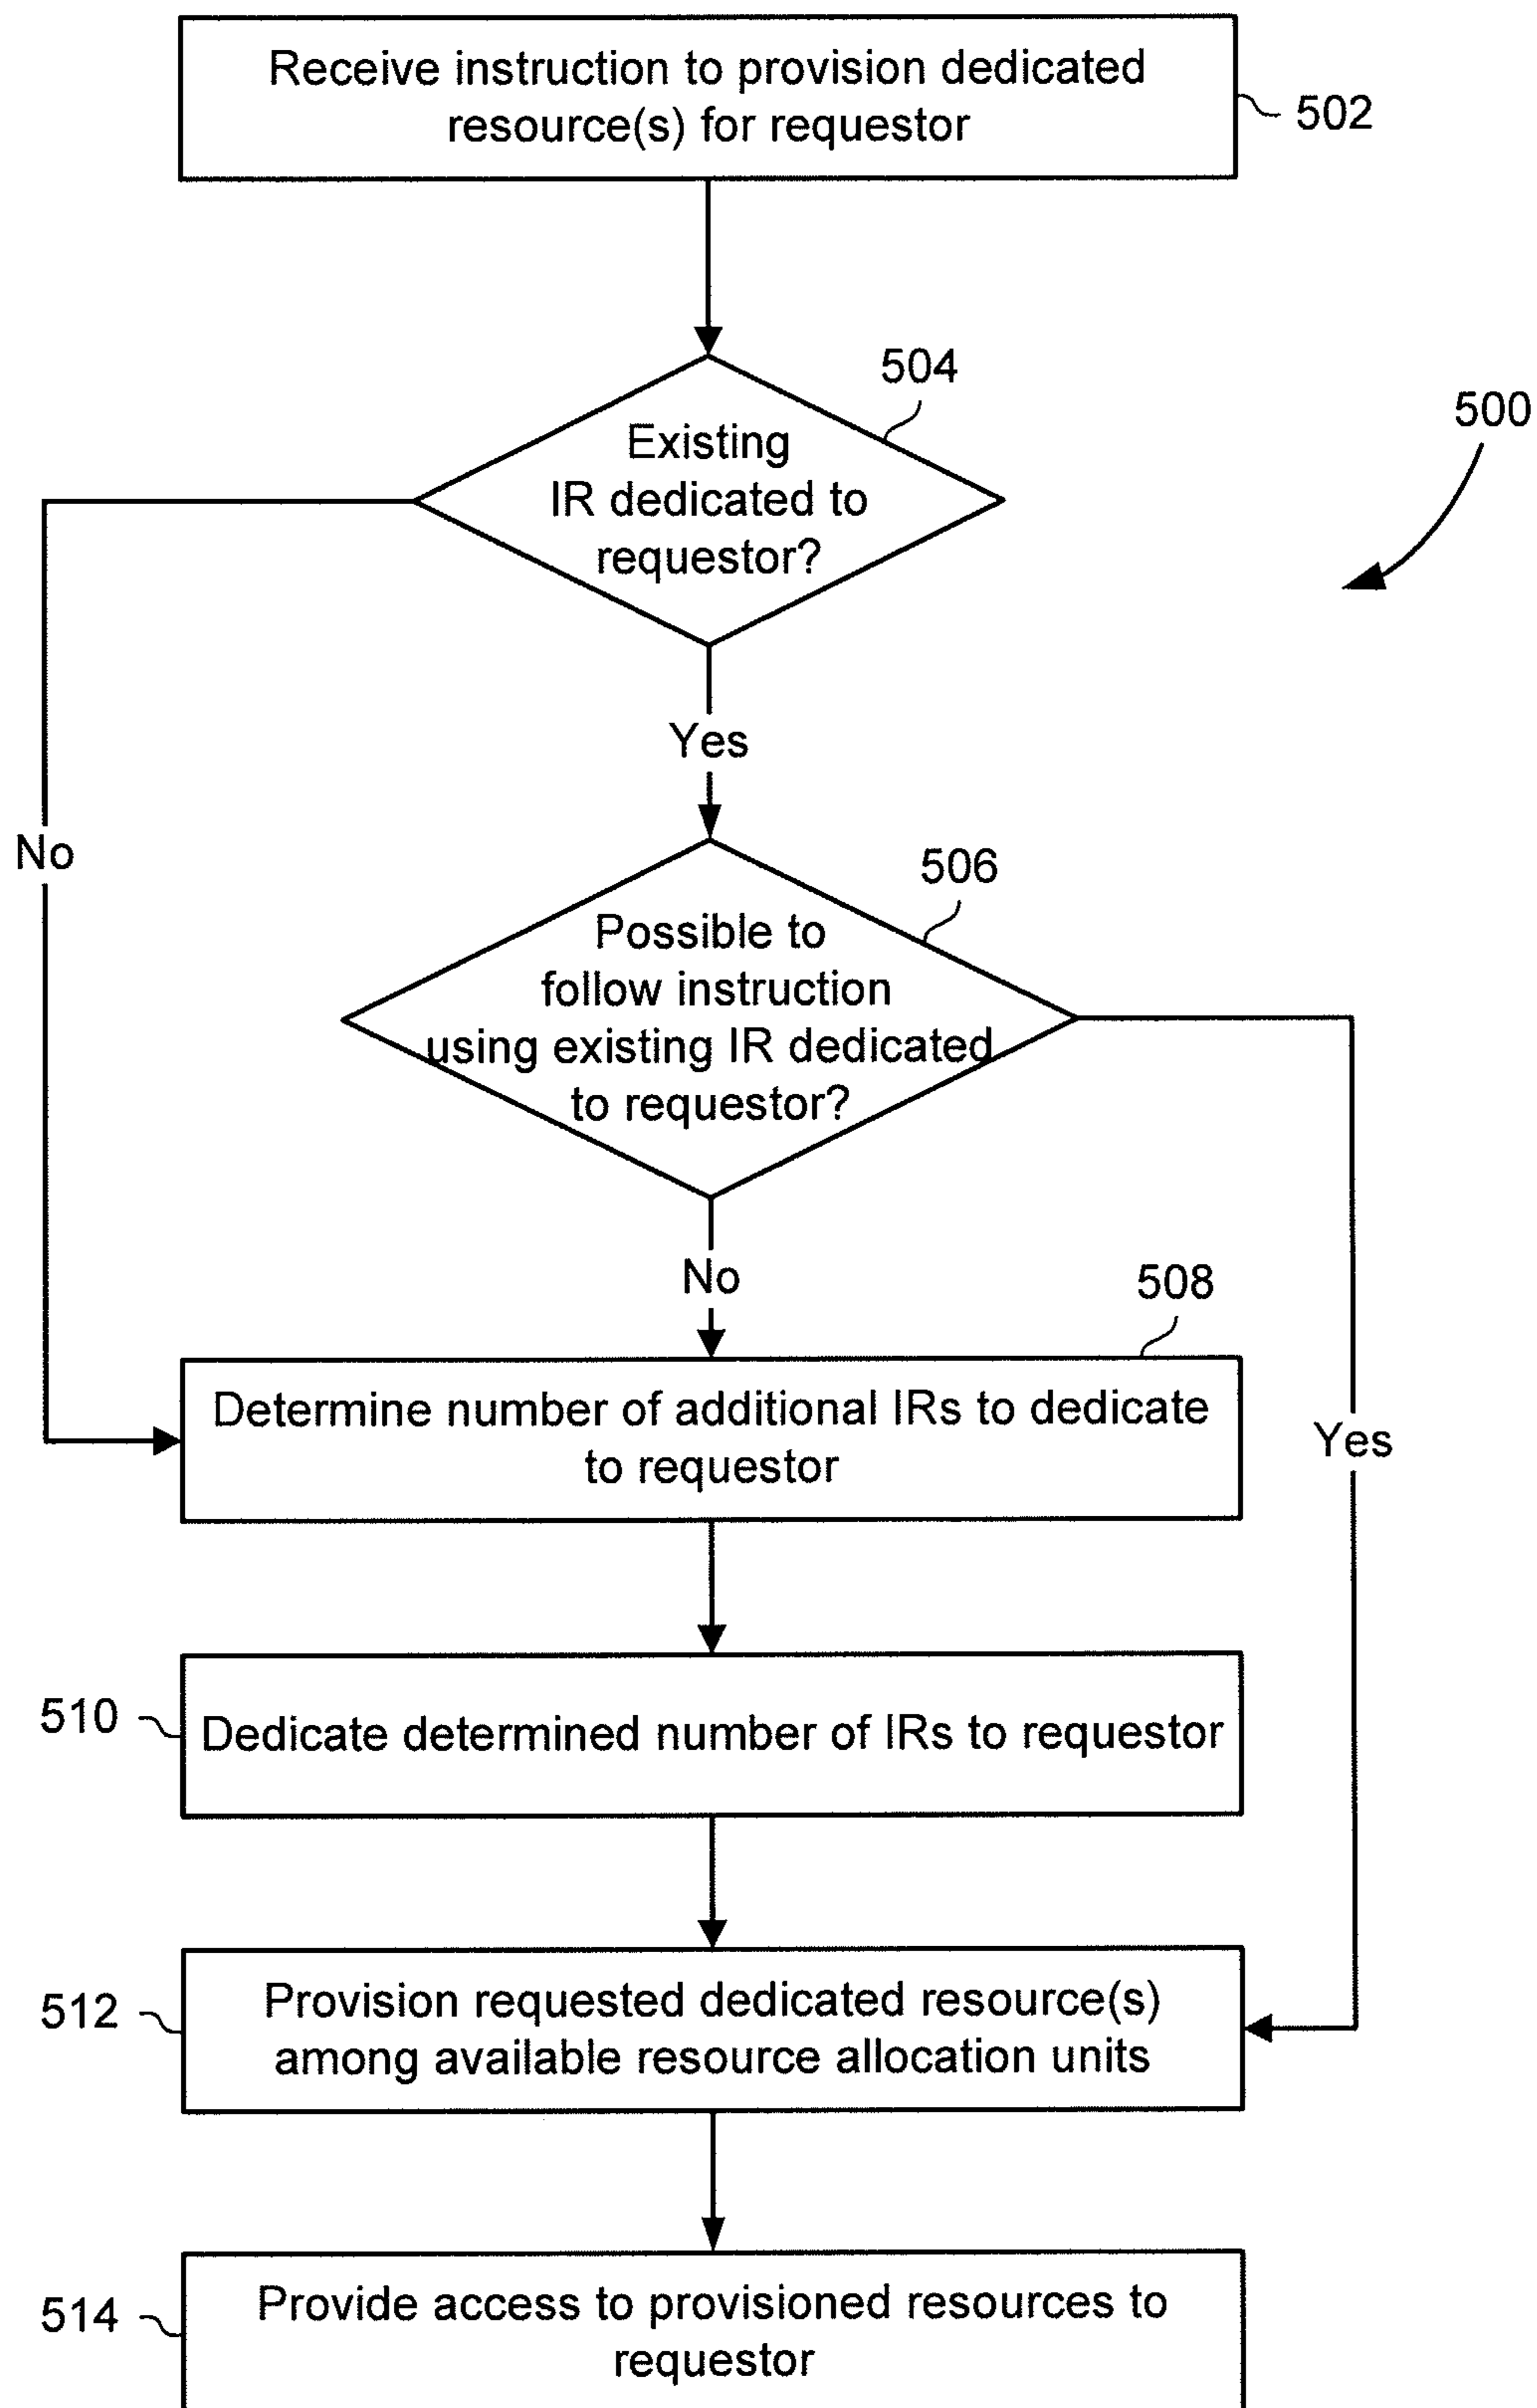 Receive instruction to provision dedicated
resource(s) for requestor
502
504
500
Existing
IR dedicated to
requestor?
Yes
No
506
Possible to
follow instruction
using existing IR dedicated
to requestor?
No
508
Determine number of additional IRs to dedicate
to requestor
Yes
510
Dedicate determined number of IRs to requestor
512
Provision requested dedicated resource(s)
among available resource allocation units
514
Provide access to provisioned resources to
requestor